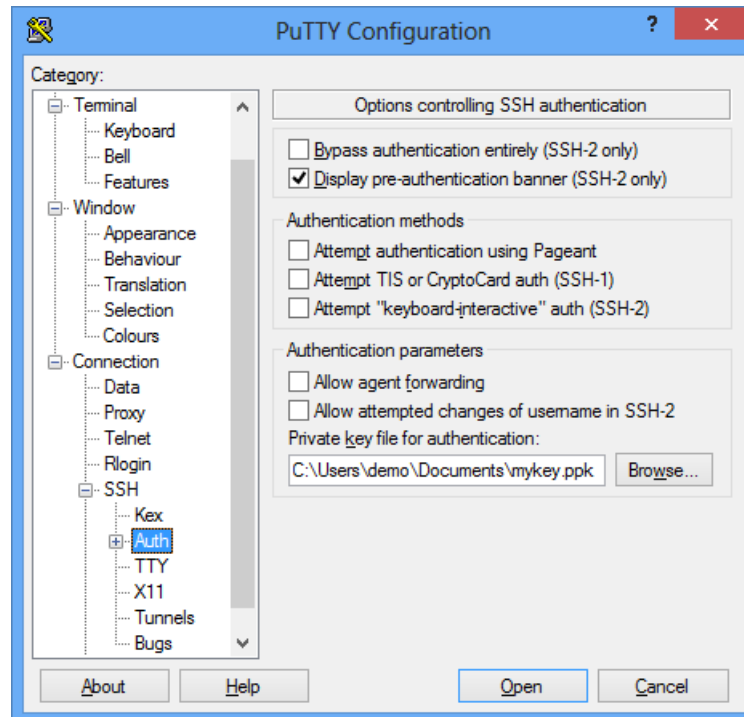 PuTTY Configuration
?
Category:
Terminal
Keyboard
Bell
Features
Window
Appearance
Behaviour
Translation
Selection
Colours
Connection
Data
Proxy
Telnet
Rlogin
SSH
Kex
Auth
TTY
X11
Tunnels
Bugs
Options controlling SSH authentication
Bypass authentication entirely (SSH-2 only)
Display pre-authentication banner (SSH-2 only)
Authentication methods
Attempt authentication using Pageant
Attempt TIS or CryptoCard auth (SSH-1)
Attempt "keyboard-interactive" auth (SSH-2)
Authentication parameters
Allow agent forwarding
Allow attempted changes of username in SSH-2
Private key file for authentication:
C:\Users\demo\Documents\mykey.ppk Browse...
About Help Open Cancel